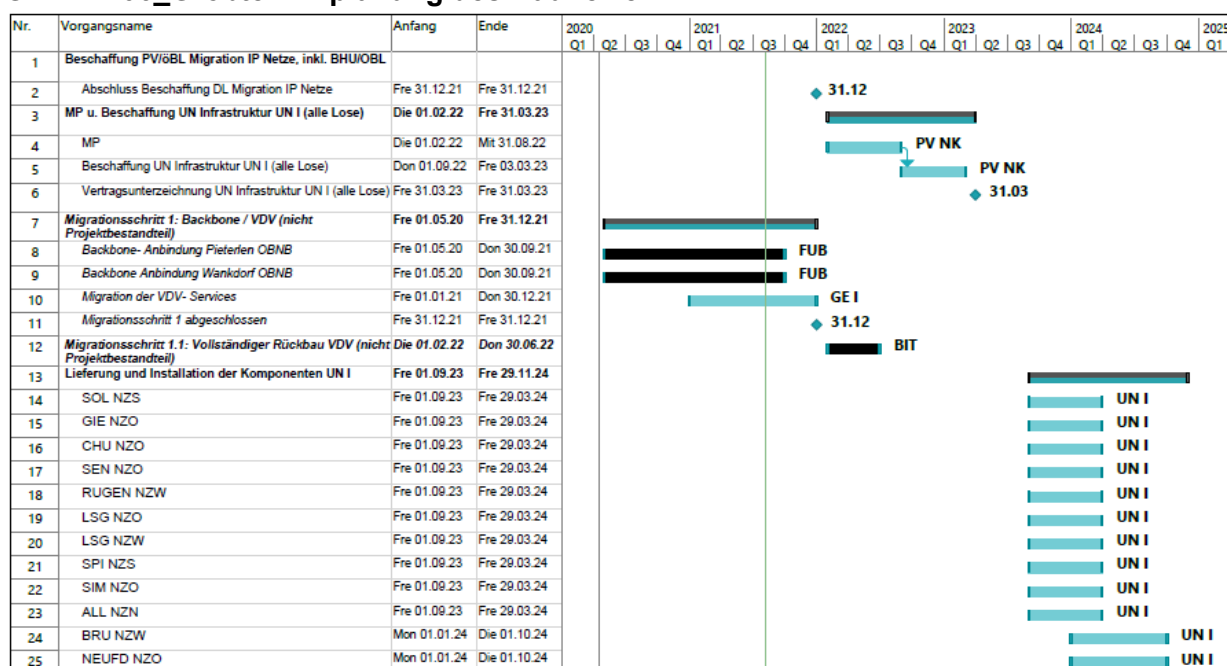 Nr. Vorgangsname Anfang Ende 2020 2021 2022 2023 2024 2025
Q1 Q2 Q3 Q4 Q1 Q2 Q3 Q4 Q1 Q2 Q3 Q4 Q1 Q2 Q3 Q4 Q1 Q2 Q3 Q4 Q1
1 Beschaffung PV/öBL Migration IP Netze, inkl. BHU/OBL
2 Abschluss Beschaffung DL Migration IP Netze Fre 31.12.21 Fre 31.12.21 31.12
3 MP u. Beschaffung UN Infrastruktur UN I (alle Lose) Die 01.02.22 Fre 31.03.23
4 MP Die 01.02.22 Mit 31.08.22 PV NK
5 Beschaffung UN Infrastruktur UN I (alle Lose) Don 01.09.22 Fre 03.03.23 PV NK
6 Vertragsunterzeichnung UN Infrastruktur UN I (alle Lose) Fre 31.03.23 Fre 31.03.23 31.03
7 Migrationsschritt 1: Backbone / VDV (nicht Fre 01.05.20 Fre 31.12.21
Projektbestandteil)
8 Backbone- Anbindung Pieterlen OBNB Fre 01.05.20 Don 30.09.21 FUB
9 Backbone Anbindung Wankdorf OBNB Fre 01.05.20 Don 30.09.21 FUB
10 Migration der VDV- Services Fre 01.01.21 Don 30.12.21 GE I
11 Migrationsschritt 1 abgeschlossen Fre 31.12.21 Fre 31.12.21 31.12
12 Migrationsschritt 1.1: Vollständiger Rückbau VDV (nicht Die 01.02.22 Don 30.06.22 BIT
Projektbestandteil)
13 Lieferung und Installation der Komponenten UN I Fre 01.09.23 Fre 29.11.24
14 SOL NZS Fre 01.09.23 Fre 29.03.24 UN I
15 GIE NZO Fre 01.09.23 Fre 29.03.24 UN I
16 CHU NZO Fre 01.09.23 Fre 29.03.24 UN I
17 SEN NZO Fre 01.09.23 Fre 29.03.24 UN I
18 RUGEN NZW Fre 01.09.23 Fre 29.03.24 UN I
19 LSG NZO Fre 01.09.23 Fre 29.03.24 UN I
20 LSG NZW Fre 01.09.23 Fre 29.03.24 UN I
21 SPI NZS Fre 01.09.23 Fre 29.03.24 UN I
22 SIM NZO Fre 01.09.23 Fre 29.03.24 UN I
23 ALL NZN Fre 01.09.23 Fre 29.03.24 UN I
24 BRU NZW Mon 01.01.24 Die 01.10.24 UN I
25 NEUFD NZO Mon 01.01.24 Die 01.10.24 UN I